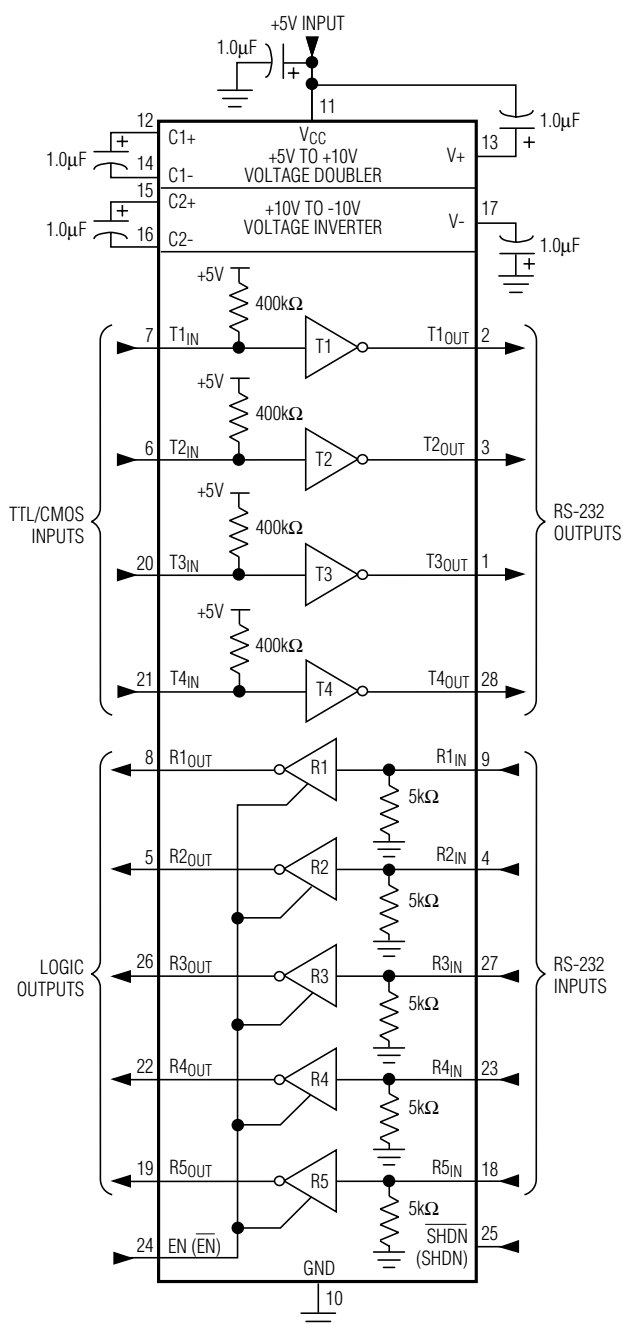 +5V INPUT
1.0µF
+
11
12
C1+
VCC
+5V TO +10V
VOLTAGE DOUBLER
V+
13
1.0µF
+
1.0µF
+
14
C1-
15
C2+
+10V TO -10V
VOLTAGE INVERTER
V-
17
1.0µF
+
1.0µF
+
16
C2-
+5V
400kΩ
7
T1IN
T1
T1OUT
2
+5V
400kΩ
6
T2IN
T2
T2OUT
3
+5V
400kΩ
TTL/CMOS
INPUTS
RS-232
OUTPUTS
20
T3IN
T3
T3OUT
1
+5V
400kΩ
21
T4IN
T4
T4OUT
28
8
R1OUT
R1
R1IN
9
5kΩ
5
R2OUT
R2
R2IN
4
5kΩ
LOGIC
OUTPUTS
RS-232
INPUTS
26
R3OUT
R3
R3IN
27
5kΩ
22
R4OUT
R4
R4IN
23
5kΩ
19
R5OUT
R5
R5IN
18
5kΩ
24
EN (E̅N̅)
S̅H̅D̅N̅
(SHDN)
25
GND
10